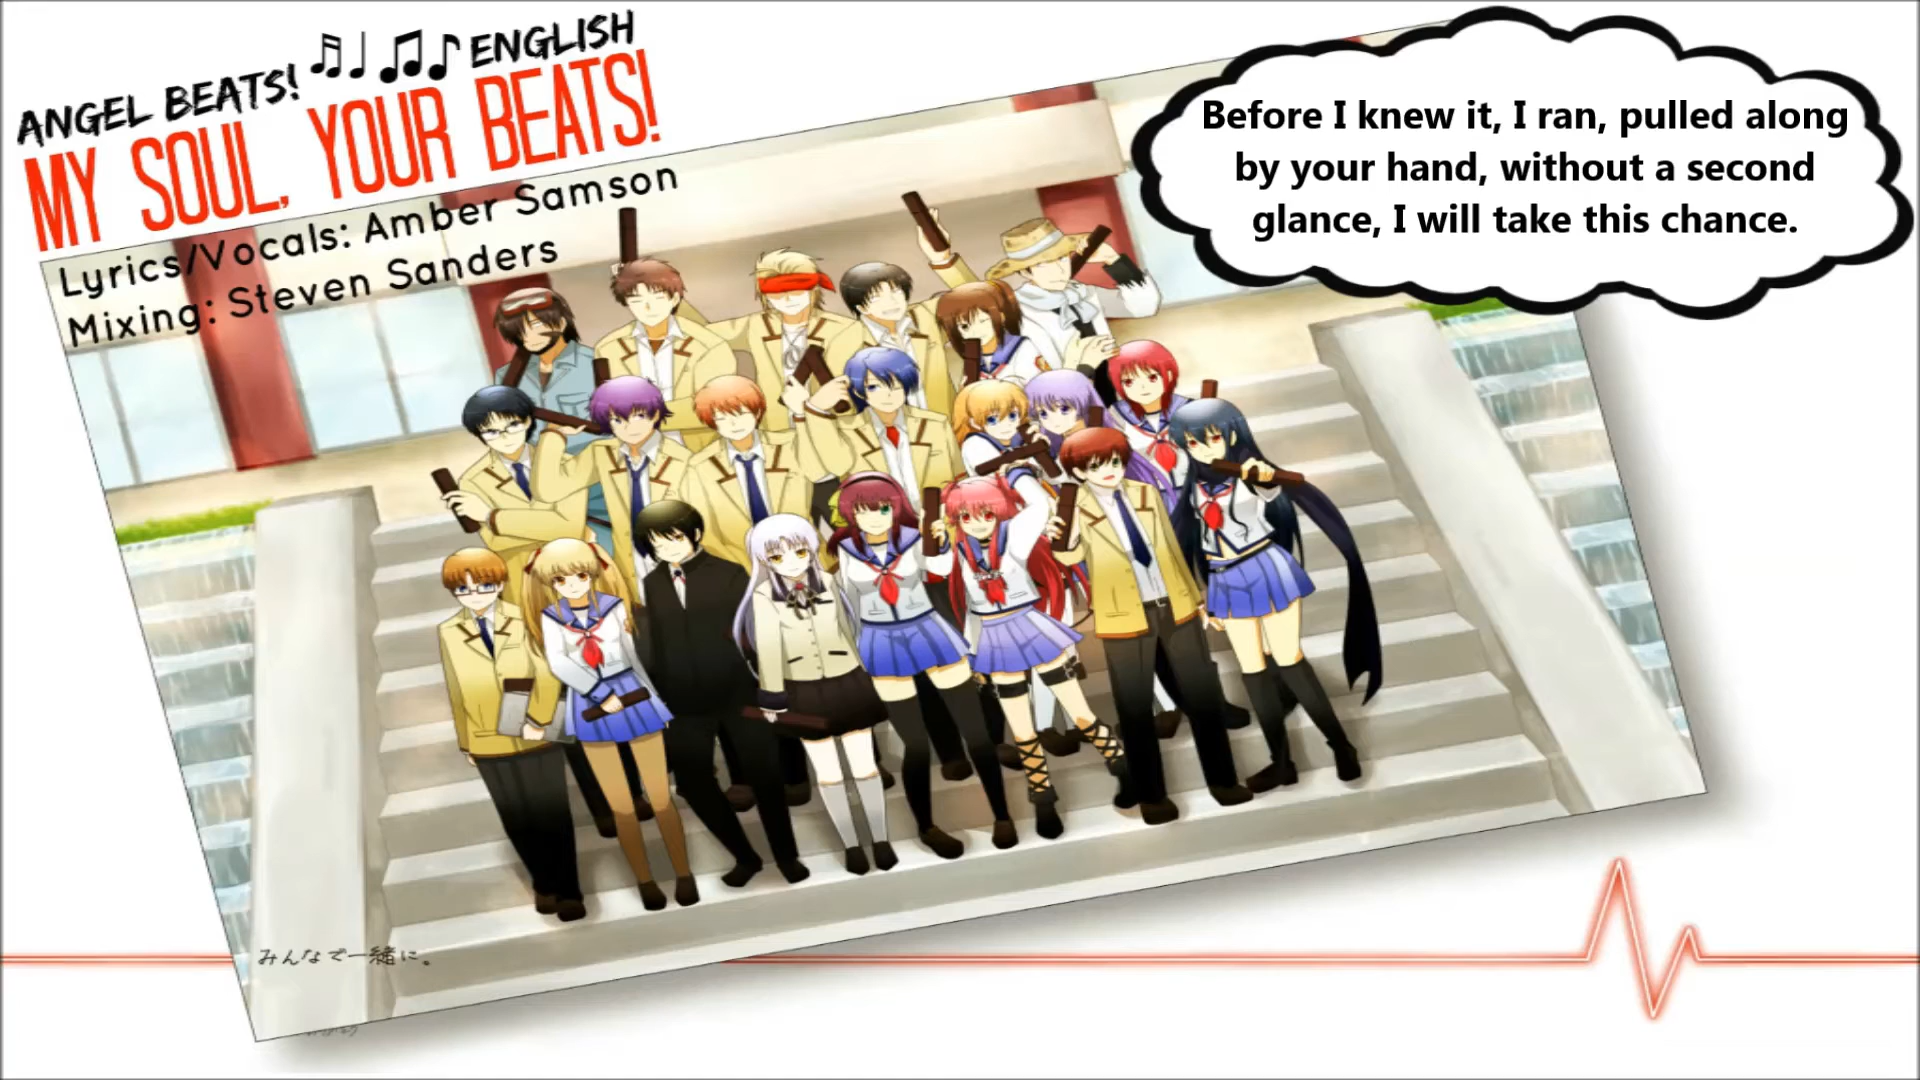 ANGEL BEATS! ENGLISH
MY SOUL, YOUR BEATS!
Lyrics/Vocals: Amber Samson
Mixing: Steven Sanders
Before I knew it, I ran, pulled along
by your hand, without a second
glance, I will take this chance.
みんなで一緒に。